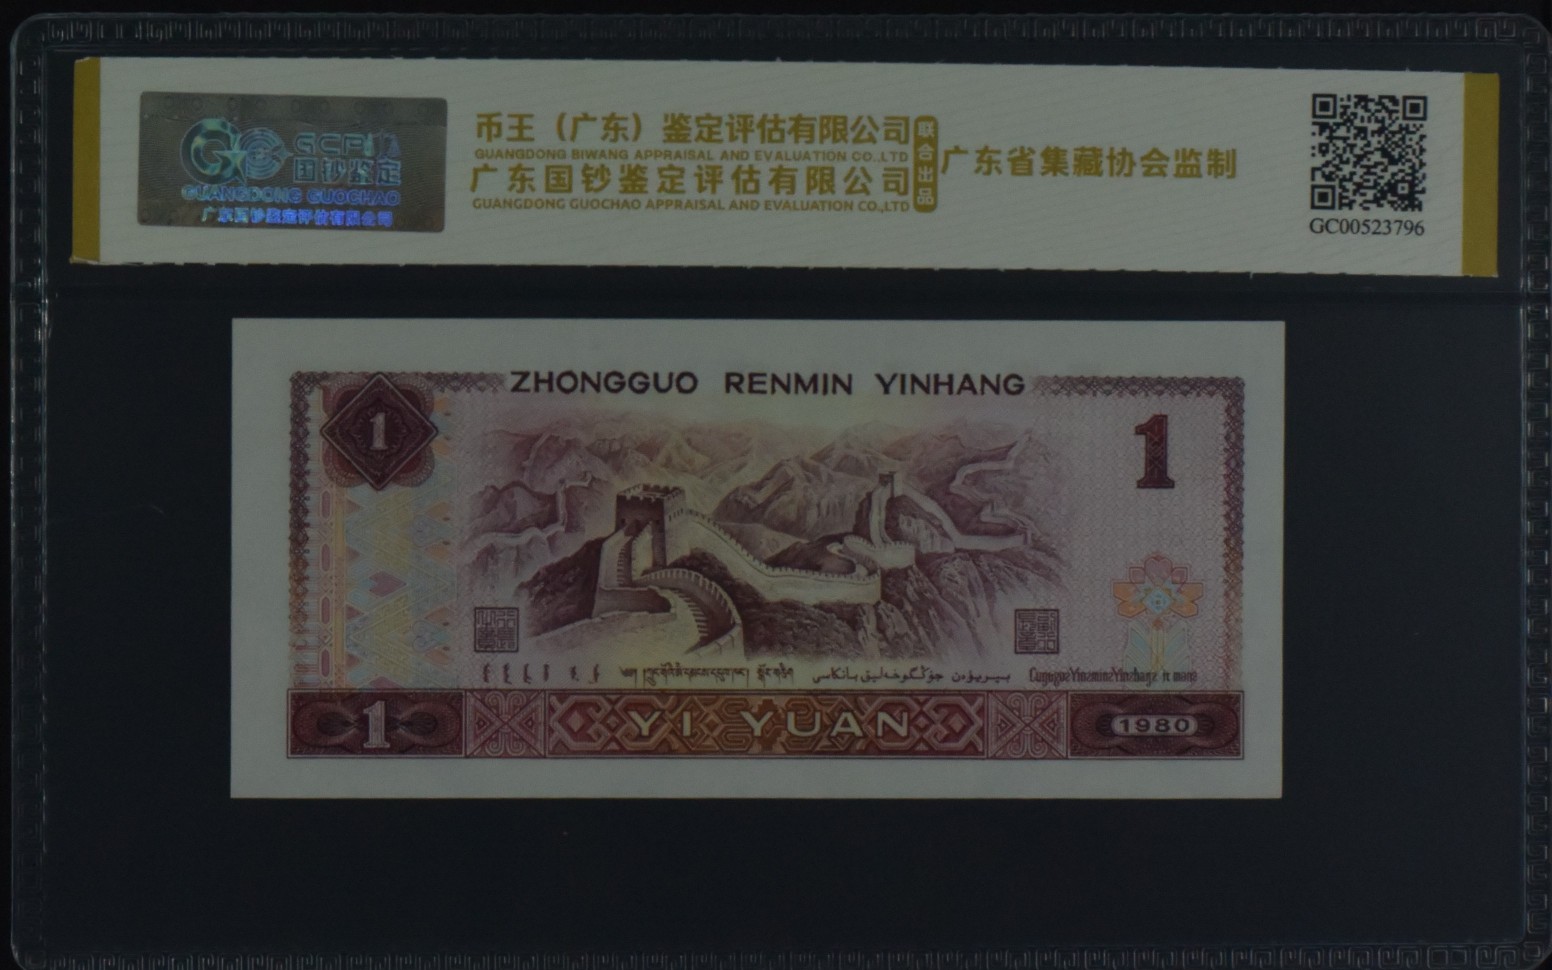 GCPJD
国钞鉴定
GUANGDONG GUOCHAO
广东国钞鉴定评估有限公司
币王（广东）鉴定评估有限公司
GUANGDONG BIWANG APPRAISAL AND EVALUATION CO.,LTD
广东国钞鉴定评估有限公司
GUANGDONG GUOCHAO APPRAISAL AND EVALUATION CO.,LTD
联合出品
广东省集藏协会监制
GC00523796
ZHONGGUO RENMIN YINHANG
1
1
1 YI YUAN 1980